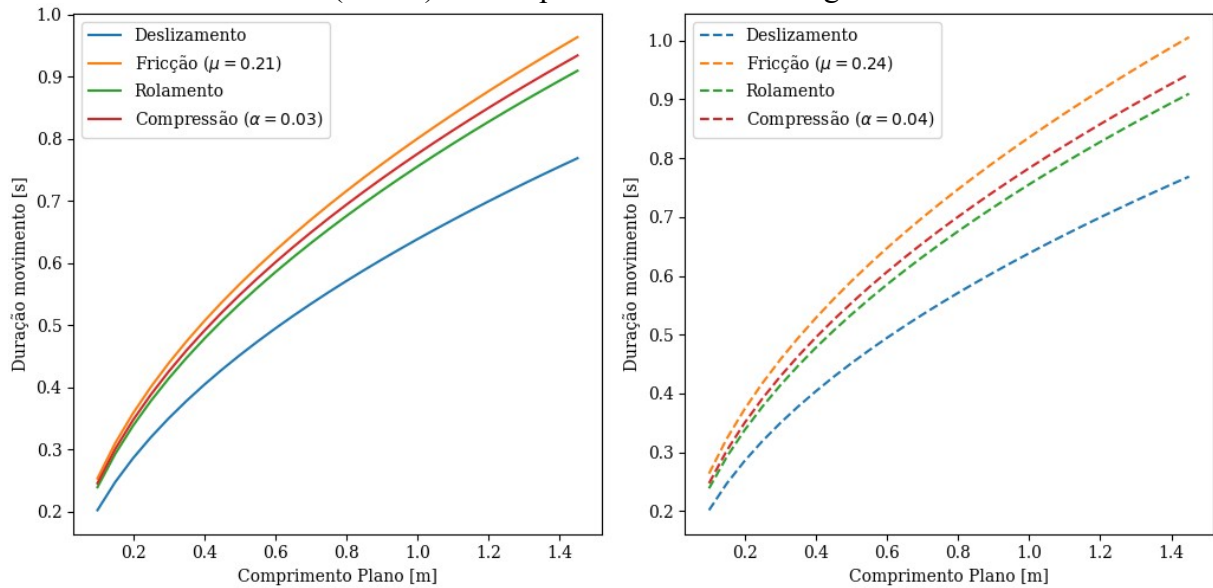 Deslizamento
Fricção (μ = 0.21)
Rolamento
Compressão (α = 0.03)
1.0
0.9
0.8
0.7
0.6
0.5
0.4
0.3
0.2
Duração movimento [s]
0.2 0.4 0.6 0.8 1.0 1.2 1.4
Comprimento Plano [m]
Deslizamento
Fricção (μ = 0.24)
Rolamento
Compressão (α = 0.04)
1.0
0.9
0.8
0.7
0.6
0.5
0.4
0.3
0.2
Duração movimento [s]
0.2 0.4 0.6 0.8 1.0 1.2 1.4
Comprimento Plano [m]